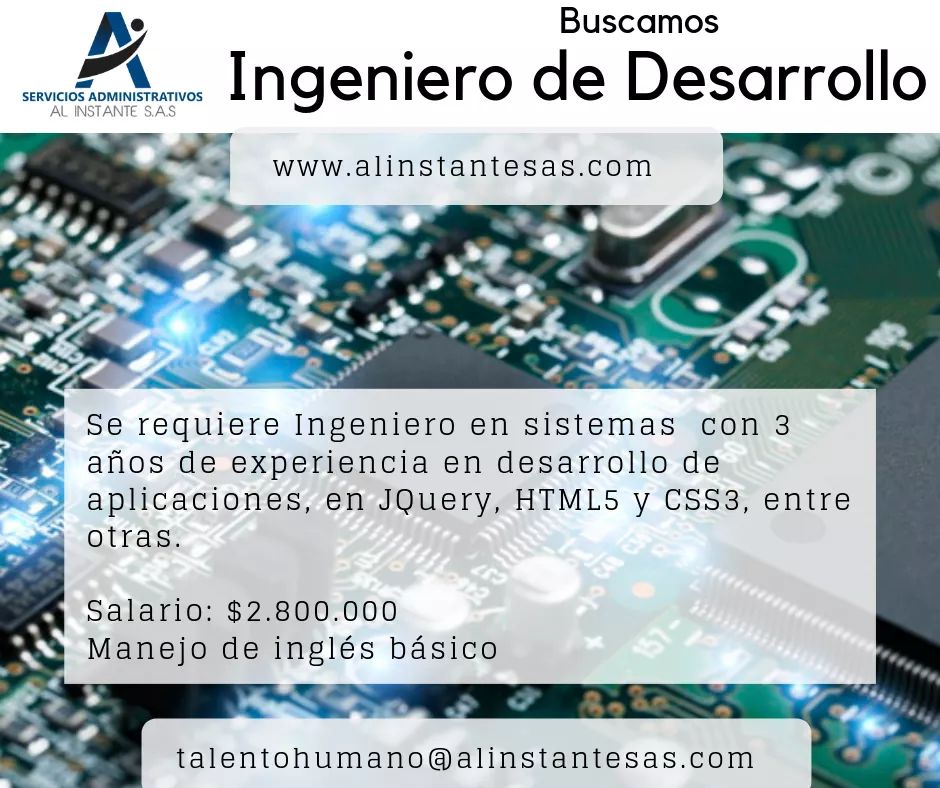 Buscamos
Ingeniero de Desarrollo
SERVICIOS ADMINISTRATIVOS
AL INSTANTE S.A.S
www.alinstantesas.com
Se requiere Ingeniero en sistemas con 3
años de experiencia en desarrollo de
aplicaciones, en JQuery, HTML5 y CSS3, entre
otras.
Salario: $2.800.000
Manejo de inglés básico
talentohumano@alinstantesas.com